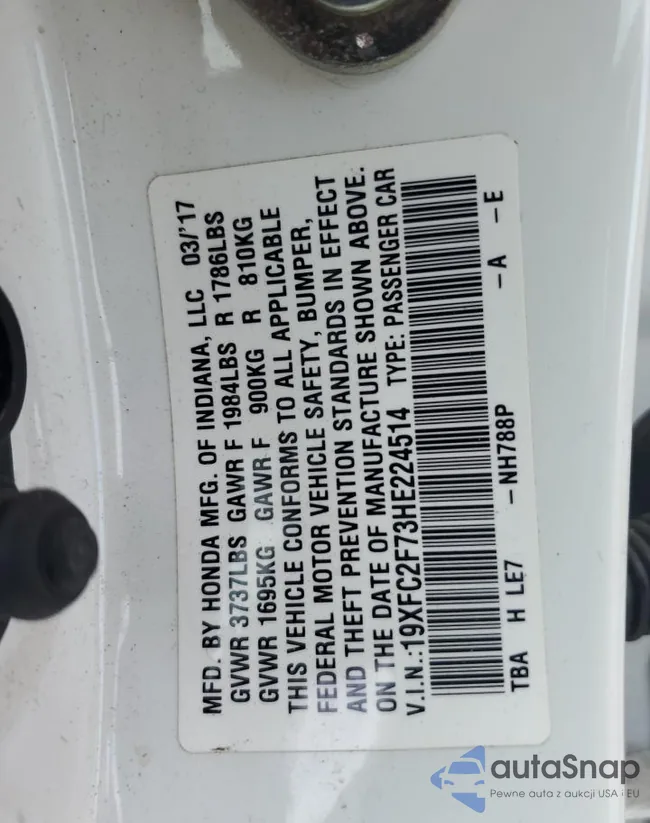 MFD. BY HONDA MFG. OF INDIANA, LLC 03/'17
GVWR 3737LBS GAWR F 1984LBS R 1786LBS
GVWR 1695KG GAWR F 900KG R 810KG
THIS VEHICLE CONFORMS TO ALL APPLICABLE
FEDERAL MOTOR VEHICLE SAFETY, BUMPER,
AND THEFT PREVENTION STANDARDS IN EFFECT
ON THE DATE OF MANUFACTURE SHOWN ABOVE.
V.I.N.:19XFC2F73HE224514 TYPE: PASSENGER CAR
TBA H LE7 -NH788P -A -E
autaSnap
Pewne auta z aukcji USA i EU